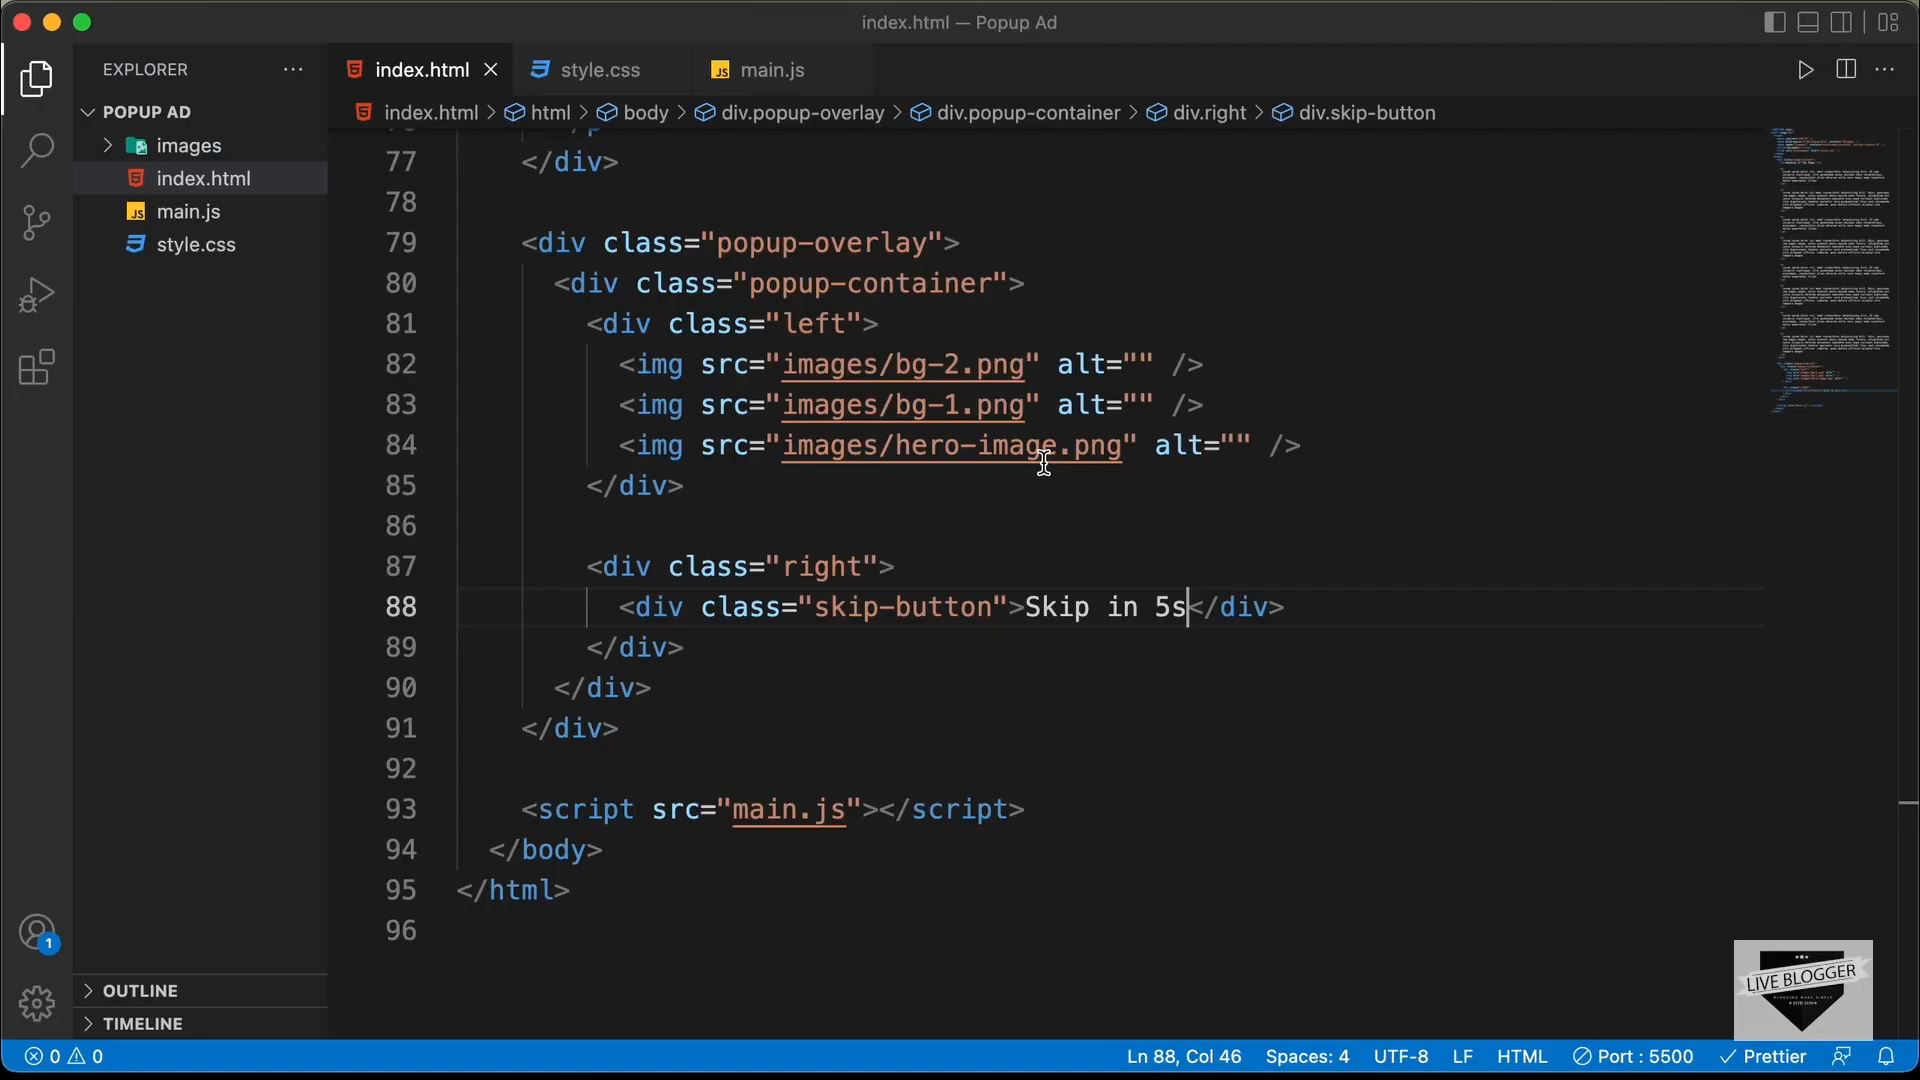 index.html — Popup Ad
EXPLORER
index.html
style.css
JS main.js
POPUP AD
index.html > html > body > div.popup-overlay > div.popup-container > div.right > div.skip-button
images
index.html
JS main.js
style.css
77 </div>
78
79 <div class="popup-overlay">
80 <div class="popup-container">
81 <div class="left">
82 <img src="images/bg-2.png" alt="" />
83 <img src="images/bg-1.png" alt="" />
84 <img src="images/hero-image.png" alt="" />
85 </div>
86
87 <div class="right">
88 <div class="skip-button">Skip in 5s</div>
89 </div>
90 </div>
91 </div>
92
93 <script src="main.js"></script>
94 </body>
95 </html>
96
1
OUTLINE
TIMELINE
LIVE BLOGGER
0 0
Ln 88, Col 46 Spaces: 4 UTF-8 LF HTML Port : 5500 Prettier